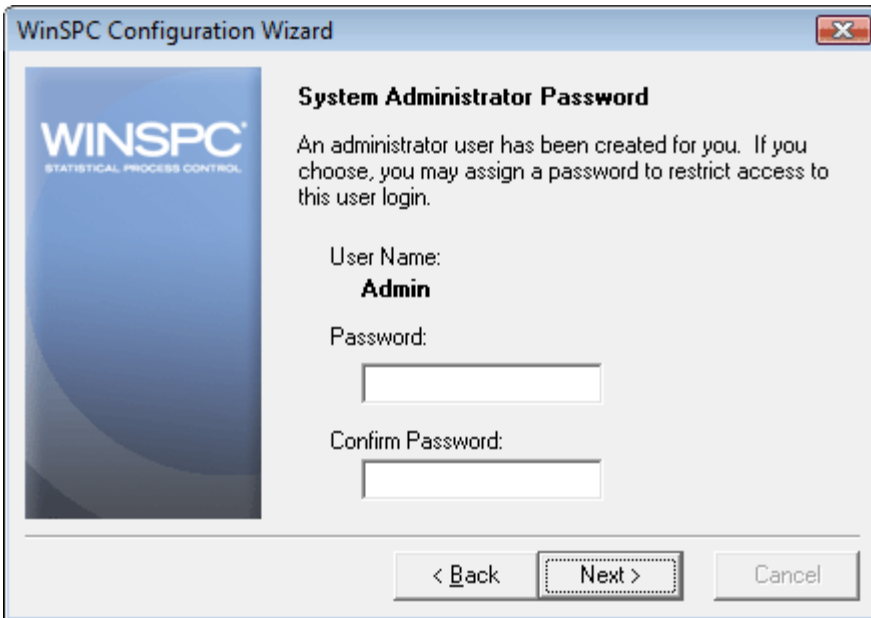 WinSPC Configuration Wizard
WINSPC®
STATISTICAL PROCESS CONTROL
System Administrator Password
An administrator user has been created for you. If you
choose, you may assign a password to restrict access to
this user login.
User Name:
Admin
Password:
Confirm Password:
< Back
Next >
Cancel